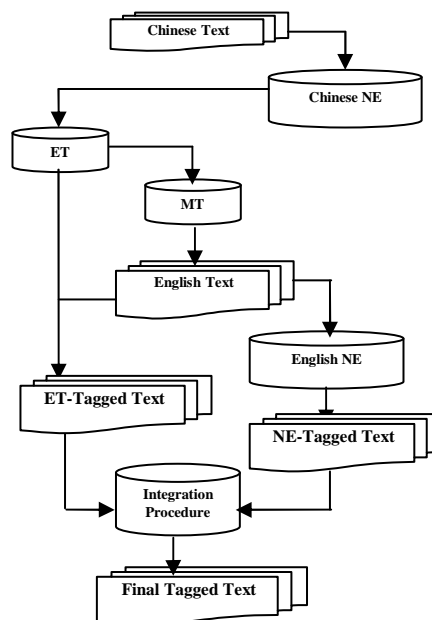 Chinese Text
Chinese NE
ET
MT
English Text
English NE
ET-Tagged Text
NE-Tagged Text
Integration
Procedure
Final Tagged Text